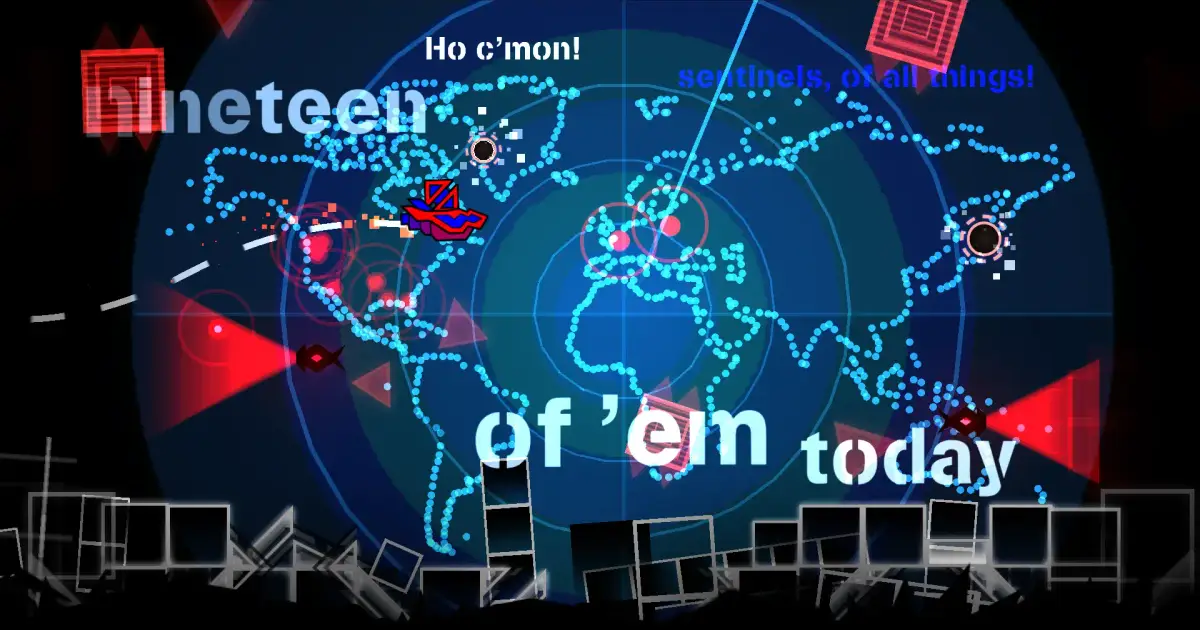 Ho c’mon!
sentinels, of all things!
nineteen
of ’em
today